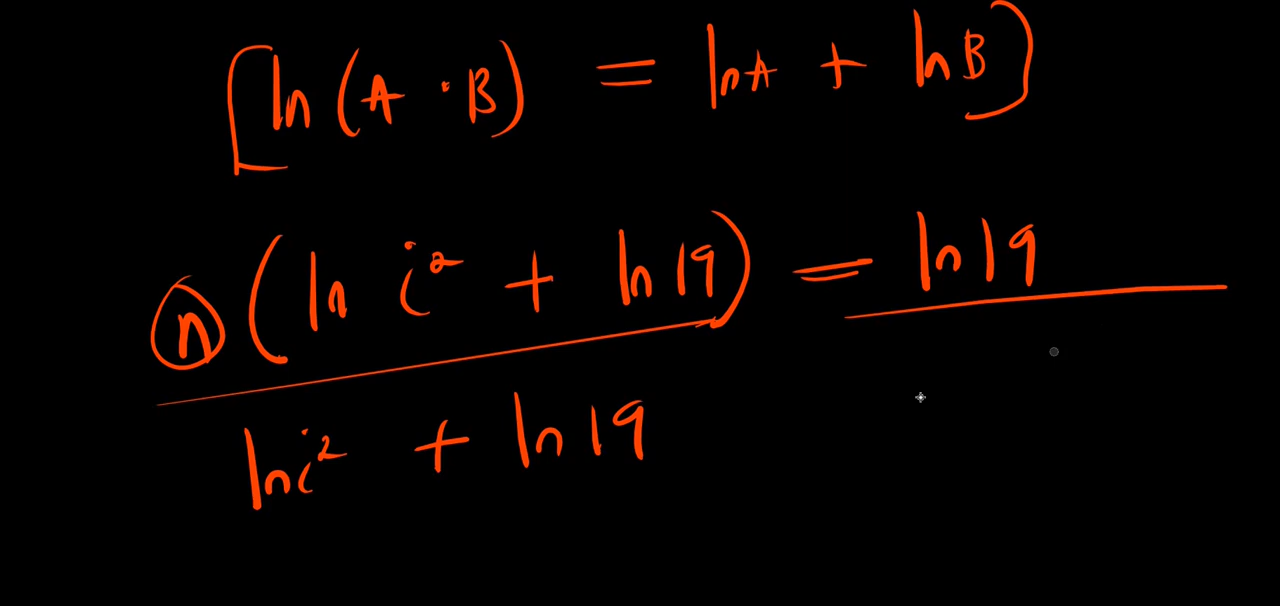 [ln(A·B) = lnA + lnB]
n (ln i² + ln19) = ln19
ln i² + ln19